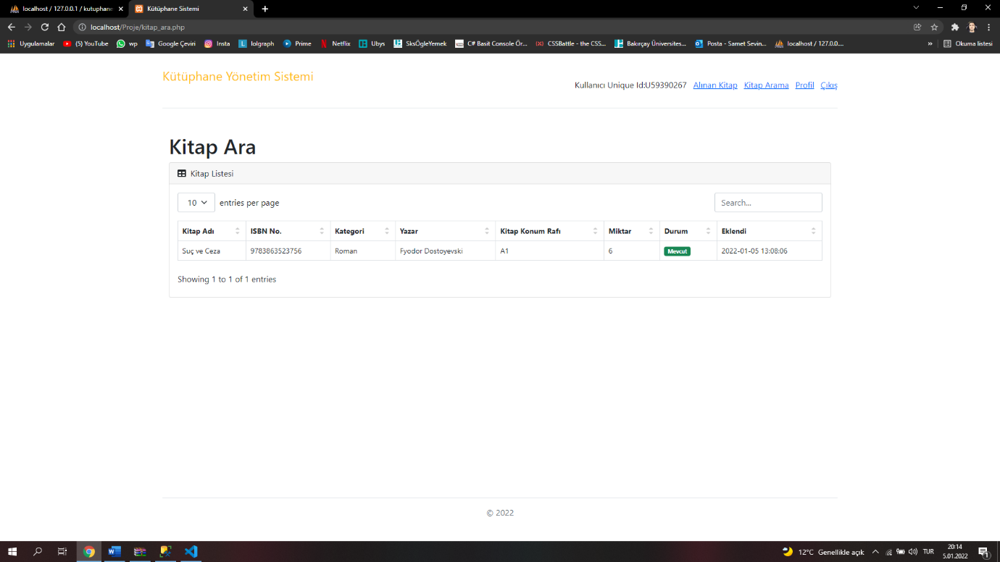 localhost / 127.0.0.1 / kutuphane
Kütüphane Sistemi
localhost/Proje/kitap_ara.php
Uygulamalar (5) YouTube wp Google Çeviri Insta lolgraph Prime Netflix Ubys SksÖgleYemek C# Basit Console Ör... CSSBattle - the CSS... Bakırçay Üniversites... Posta - Samet Sevin... localhost / 127.0.0.... » Okuma listesi
Kütüphane Yönetim Sistemi
Kullanıcı Unique Id:U59390267 Alınan Kitap Kitap Arama Profil Çıkış
Kitap Ara
Kitap Listesi
10 entries per page Search...
Kitap Adı ISBN No. Kategori Yazar Kitap Konum Rafı Miktar Durum Eklendi
Suç ve Ceza 9783863523756 Roman Fyodor Dostoyevski A1 6 Mevcut 2022-01-05 13:08:06
Showing 1 to 1 of 1 entries
© 2022
12°C Genellikle açık TUR 20:14
5.01.2022 1